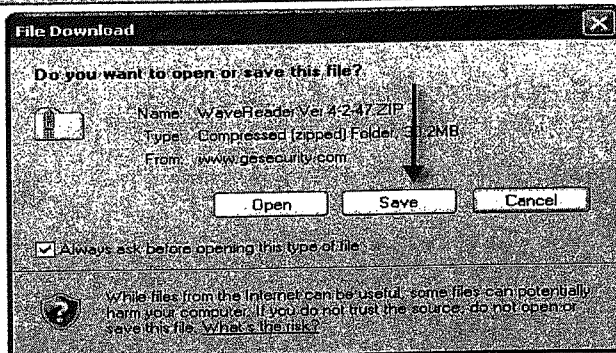 File Download
Do you want to open or save this file?
Name: WaveReaderVer 4-2-47.ZIP
Type: Compressed (zipped) Folder, 2MB
From: www.gesecurity.com
Open Save Cancel
Always ask before opening this type of file
While files from the Internet can be useful, some files can potentially
harm your computer. If you do not trust the source, do not open or
save this file. What's the risk?